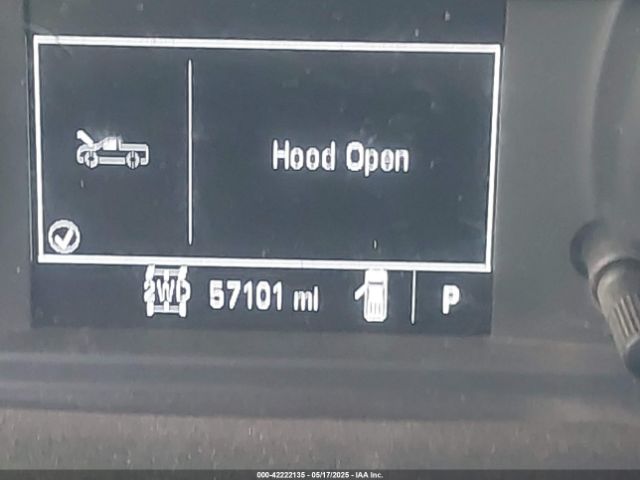 Hood Open
2WD 57101 mi P
000-42222135 - 05/17/2025 - IAA Inc.